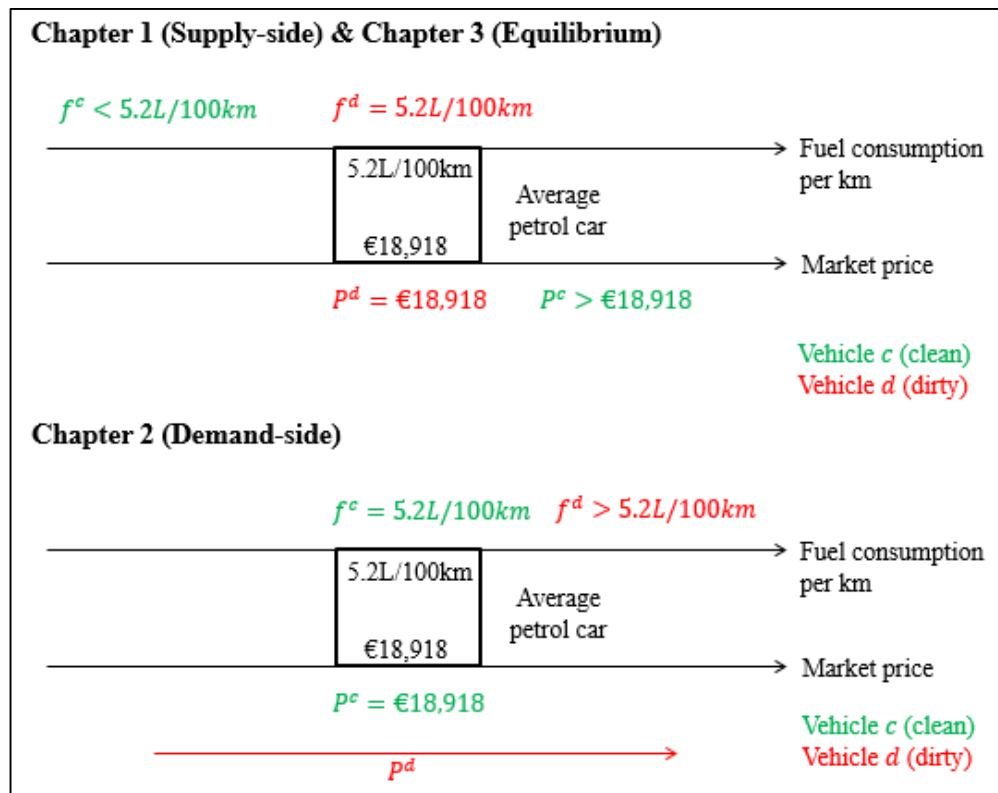 Chapter 1 (Supply-side) & Chapter 3 (Equilibrium)
f^c < 5.2L/100km
f^d = 5.2L/100km
Fuel consumption
per km
5.2L/100km
Average
petrol car
€18,918
Market price
P^d = €18,918
P^c > €18,918
Vehicle c (clean)
Vehicle d (dirty)
Chapter 2 (Demand-side)
f^c = 5.2L/100km
f^d > 5.2L/100km
Fuel consumption
per km
5.2L/100km
Average
petrol car
€18,918
Market price
P^c = €18,918
Vehicle c (clean)
Vehicle d (dirty)
P^d